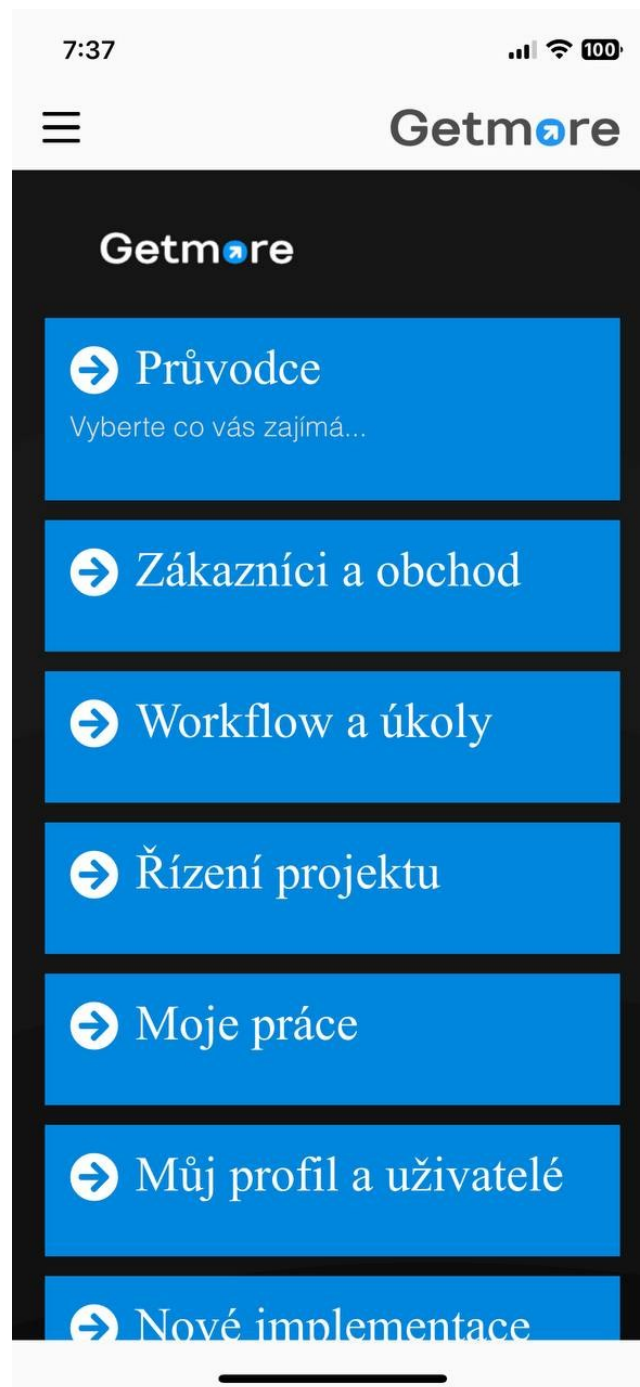 7:37
100
Getmore
Getmore
Průvodce
Vyberte co vás zajímá...
Zákazníci a obchod
Workflow a úkoly
Řízení projektu
Moje práce
Můj profil a uživatelé
Nové implementace